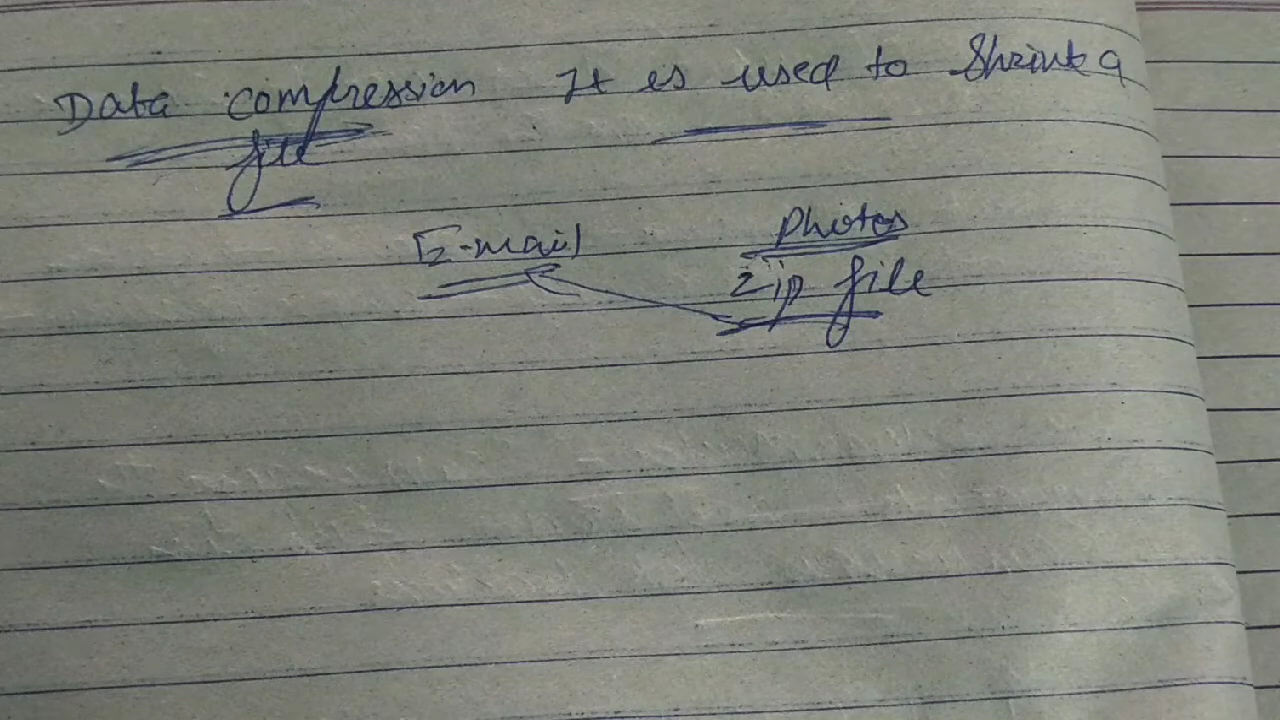 Data compression It is used to Shrink a
file
E-mail Photos
Zip file